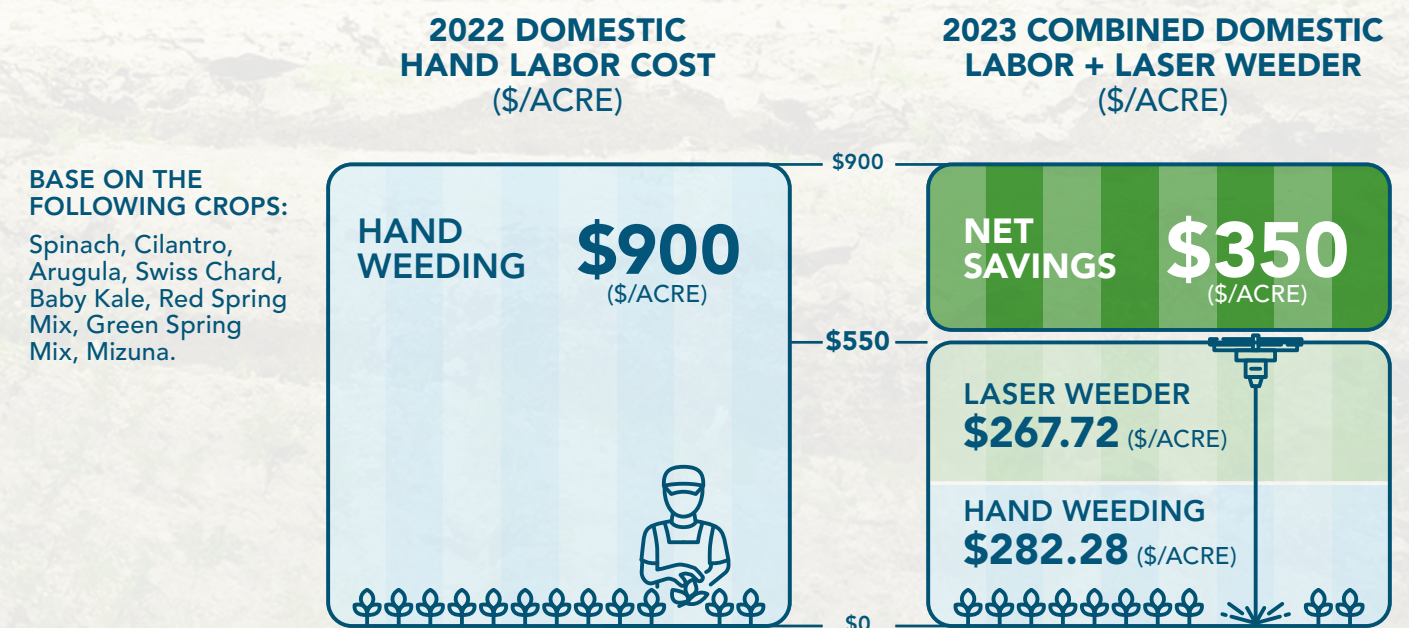 2022 DOMESTIC
HAND LABOR COST
($/ACRE)
2023 COMBINED DOMESTIC
LABOR + LASER WEEDER
($/ACRE)
BASE ON THE
FOLLOWING CROPS:
Spinach, Cilantro,
Arugula, Swiss Chard,
Baby Kale, Red Spring
Mix, Green Spring
Mix, Mizuna.
HAND
WEEDING
$900
($/ACRE)
$900
$550
$0
NET
SAVINGS
$350
($/ACRE)
LASER WEEDER
$267.72 ($/ACRE)
HAND WEEDING
$282.28 ($/ACRE)